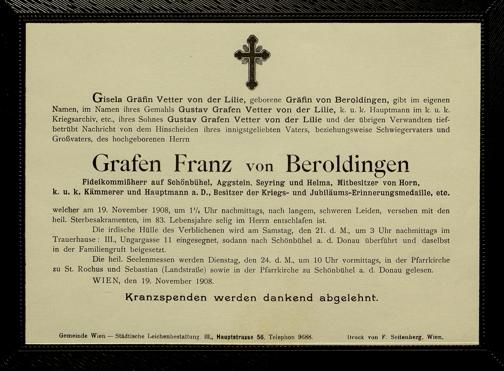 Gisela Gräfin Vetter von der Lilie, geborene Gräfin von Beroldingen, gibt im eigenen
Namen, im Namen ihres Gemahls Gustav Grafen Vetter von der Lilie, k. u. k. Hauptmann im k. u. k.
Kriegsarchiv, etc., ihres Sohnes Gustav Grafen Vetter von der Lilie und der übrigen Verwandten tief-
betrübt Nachricht von dem Hinscheiden ihres innigstgeliebten Vaters, beziehungsweise Schwiegervaters und
Großvaters, des hochgeborenen Herrn
Grafen Franz von Beroldingen
Fideikommißherr auf Schönbühel, Aggstein, Seyring und Helma, Mitbesitzer von Horn,
k. u. k. Kämmerer und Hauptmann a. D., Besitzer der Kriegs- und Jubiläums-Erinnerungsmedaille, etc.
welcher am 19. November 1908, um Uhr nachmittags, nach langem, schweren Leiden, versehen mit den
heil. Sterbesakramenten, im 83. Lebensjahre selig im Herrn entschlafen ist.
Die irdische Hülle des Verblichenen wird am Samstag, den 21. d. M., um 3 Uhr nachmittags im
Trauerhause: III., Ungargasse 11 eingesegnet, sodann nach Schönbühel a. d. Donau überführt und daselbst
in der Familiengruft beigesetzt.
Die heil. Seelenmessen werden Dienstag, den 24. d. M., um 10 Uhr vormittags, in der Pfarrkirche
zu St. Rochus und Sebastian (Landstraße) sowie in der Pfarrkirche zu Schönbühel a. d. Donau gelesen.
WIEN, den 19. November 1908.
Kranzspenden werden dankend abgelehnt.
Gemeinde Wien — Städtische Leichenbestattung. III., Hauptstrasse 56, Telephon 9688. Druck von F. Seitenberg, Wien.